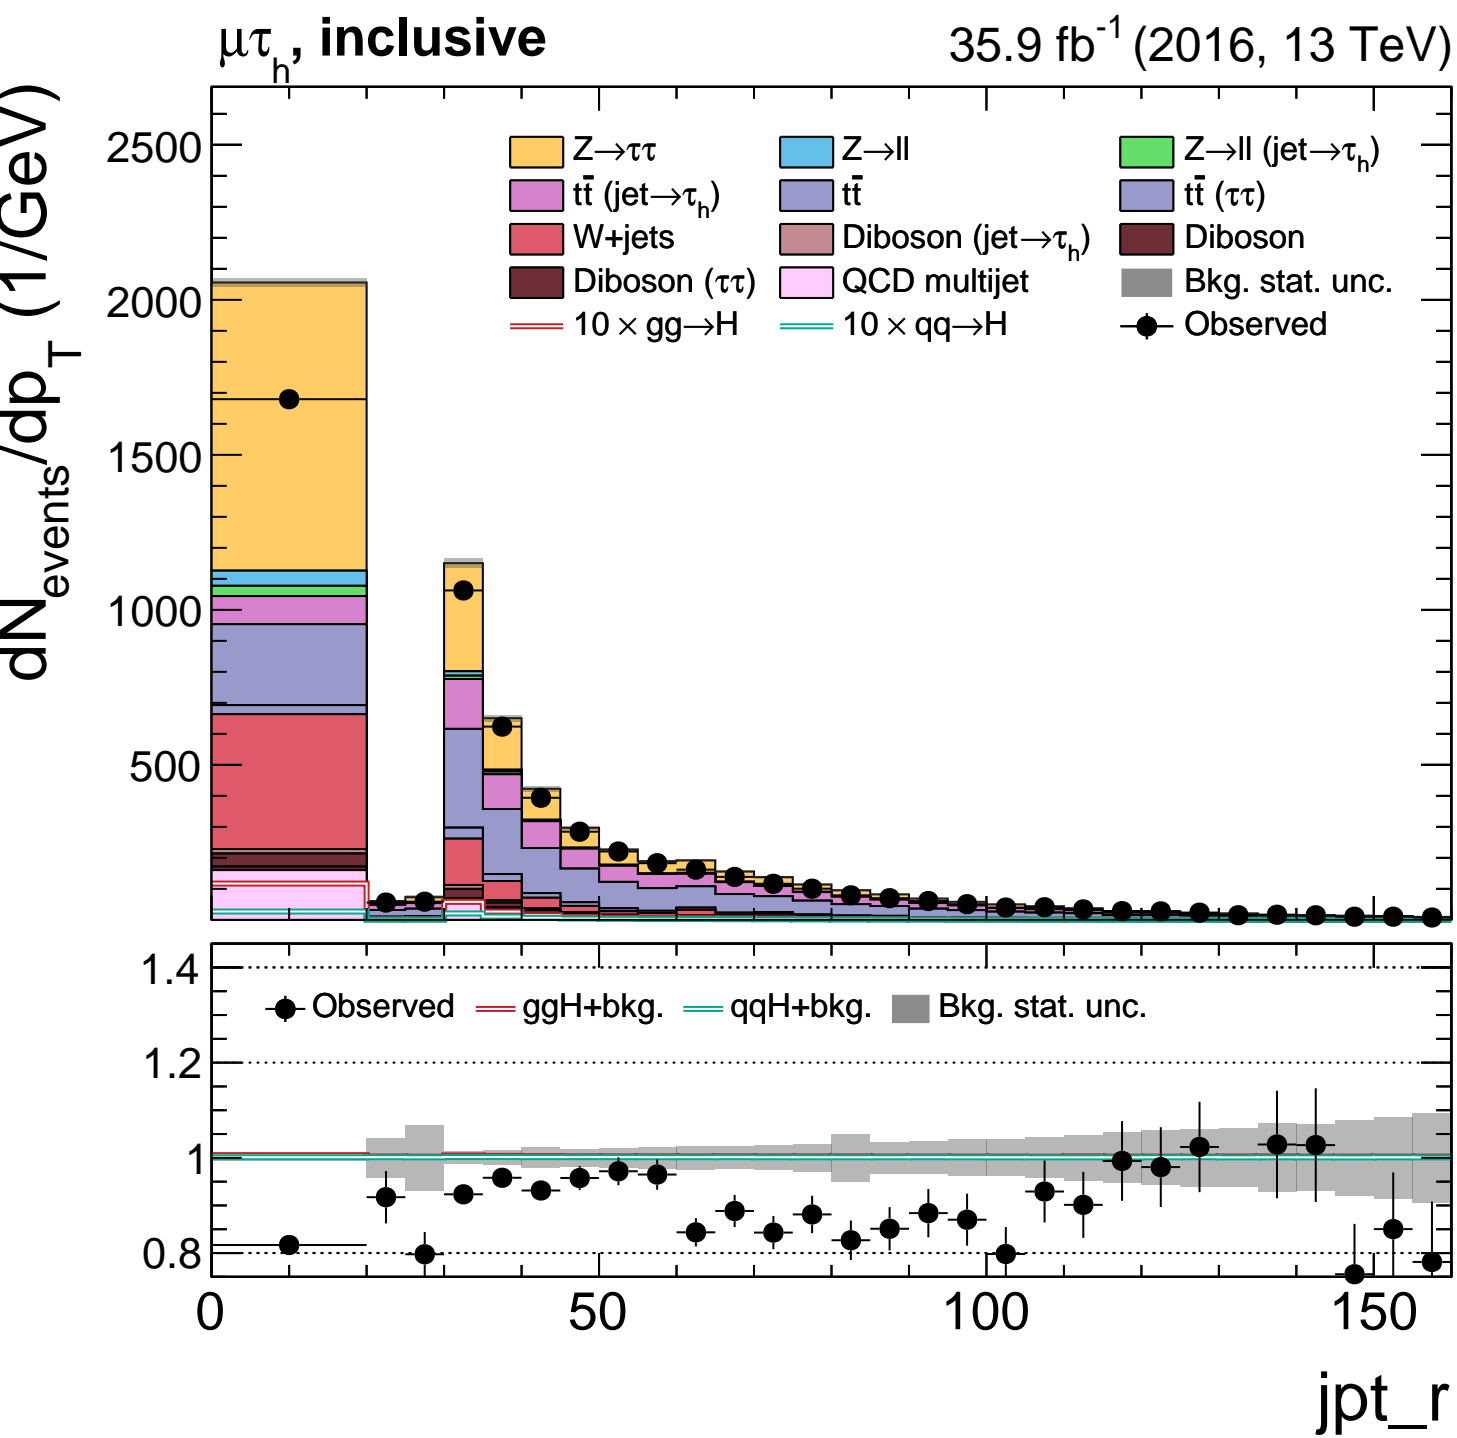 μτh, inclusive
35.9 fb-1 (2016, 13 TeV)
dNevents/dpT (1/GeV)
2500
2000
1500
1000
500
Z→ττ
Z→ll
Z→ll (jet→τh)
tt̄ (jet→τh)
tt̄
tt̄ (ττ)
W+jets
Diboson (jet→τh)
Diboson
Diboson (ττ)
QCD multijet
Bkg. stat. unc.
10 × gg→H
10 × qq→H
Observed
1.4
1.2
1
0.8
Observed
ggH+bkg.
qqH+bkg.
Bkg. stat. unc.
0
50
100
150
jpt_r